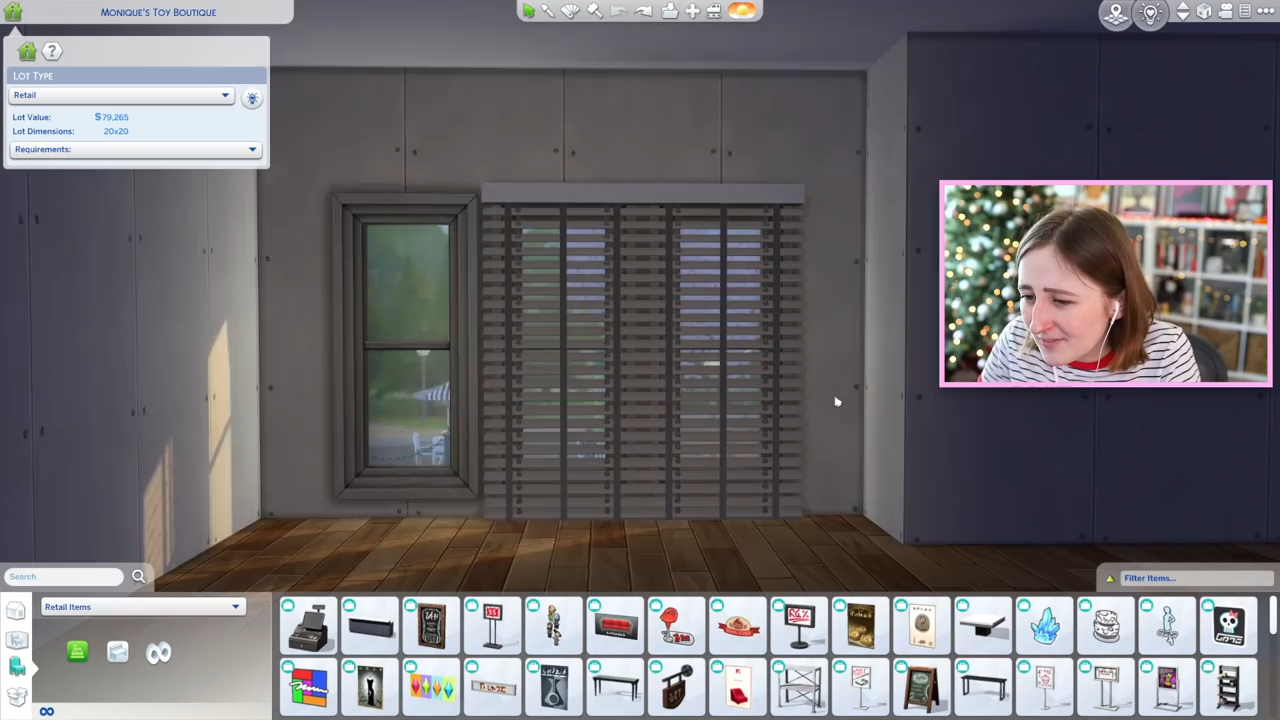 Monique's Toy Boutique
Lot Type
Retail
Lot Value: §79,265
Lot Dimensions: 20x20
Requirements:
Search
Filter Items...
Retail Items